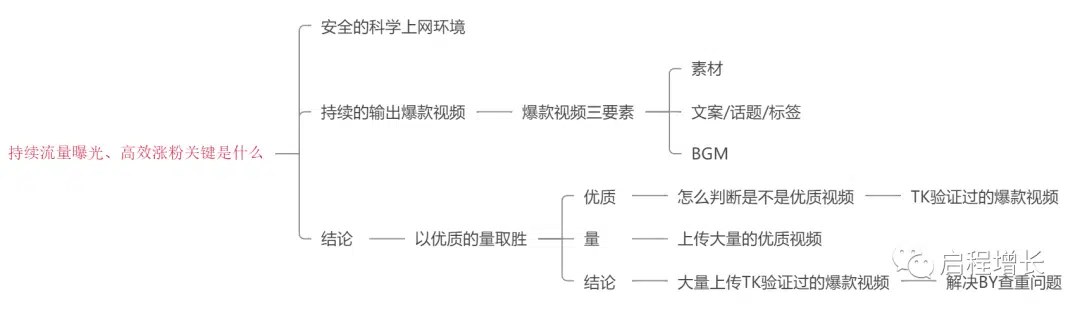 安全的科学上网环境
素材
持续的输出爆款视频
爆款视频三要素
文案/话题/标签
BGM
持续流量曝光、高效涨粉关键是什么
优质
怎么判断是不是优质视频
TK验证过的爆款视频
结论
以优质的量取胜
量
上传大量的优质视频
结论
大量上传TK验证过的爆款视频
解决BY查重问题
启程增长